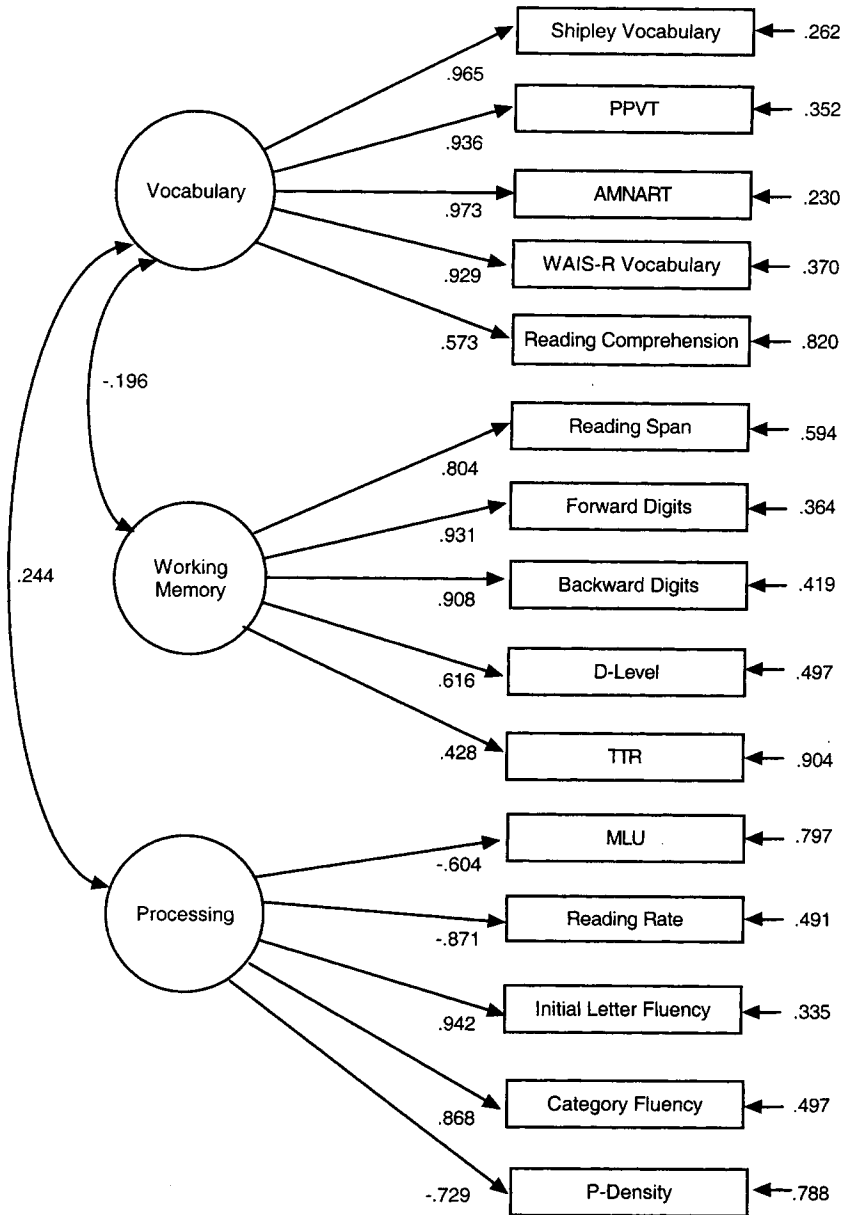 Shipley Vocabulary
.262
.965
PPVT
.352
.936
Vocabulary
AMNART
.230
.973
WAIS-R Vocabulary
.370
.929
Reading Comprehension
.820
.573
-.196
Reading Span
.594
.804
Forward Digits
.364
.931
.244
Working
Memory
Backward Digits
.419
.908
D-Level
.497
.616
TTR
.904
.428
MLU
.797
-.604
Processing
Reading Rate
.491
-.871
Initial Letter Fluency
.335
.942
Category Fluency
.497
.868
P-Density
.788
-.729